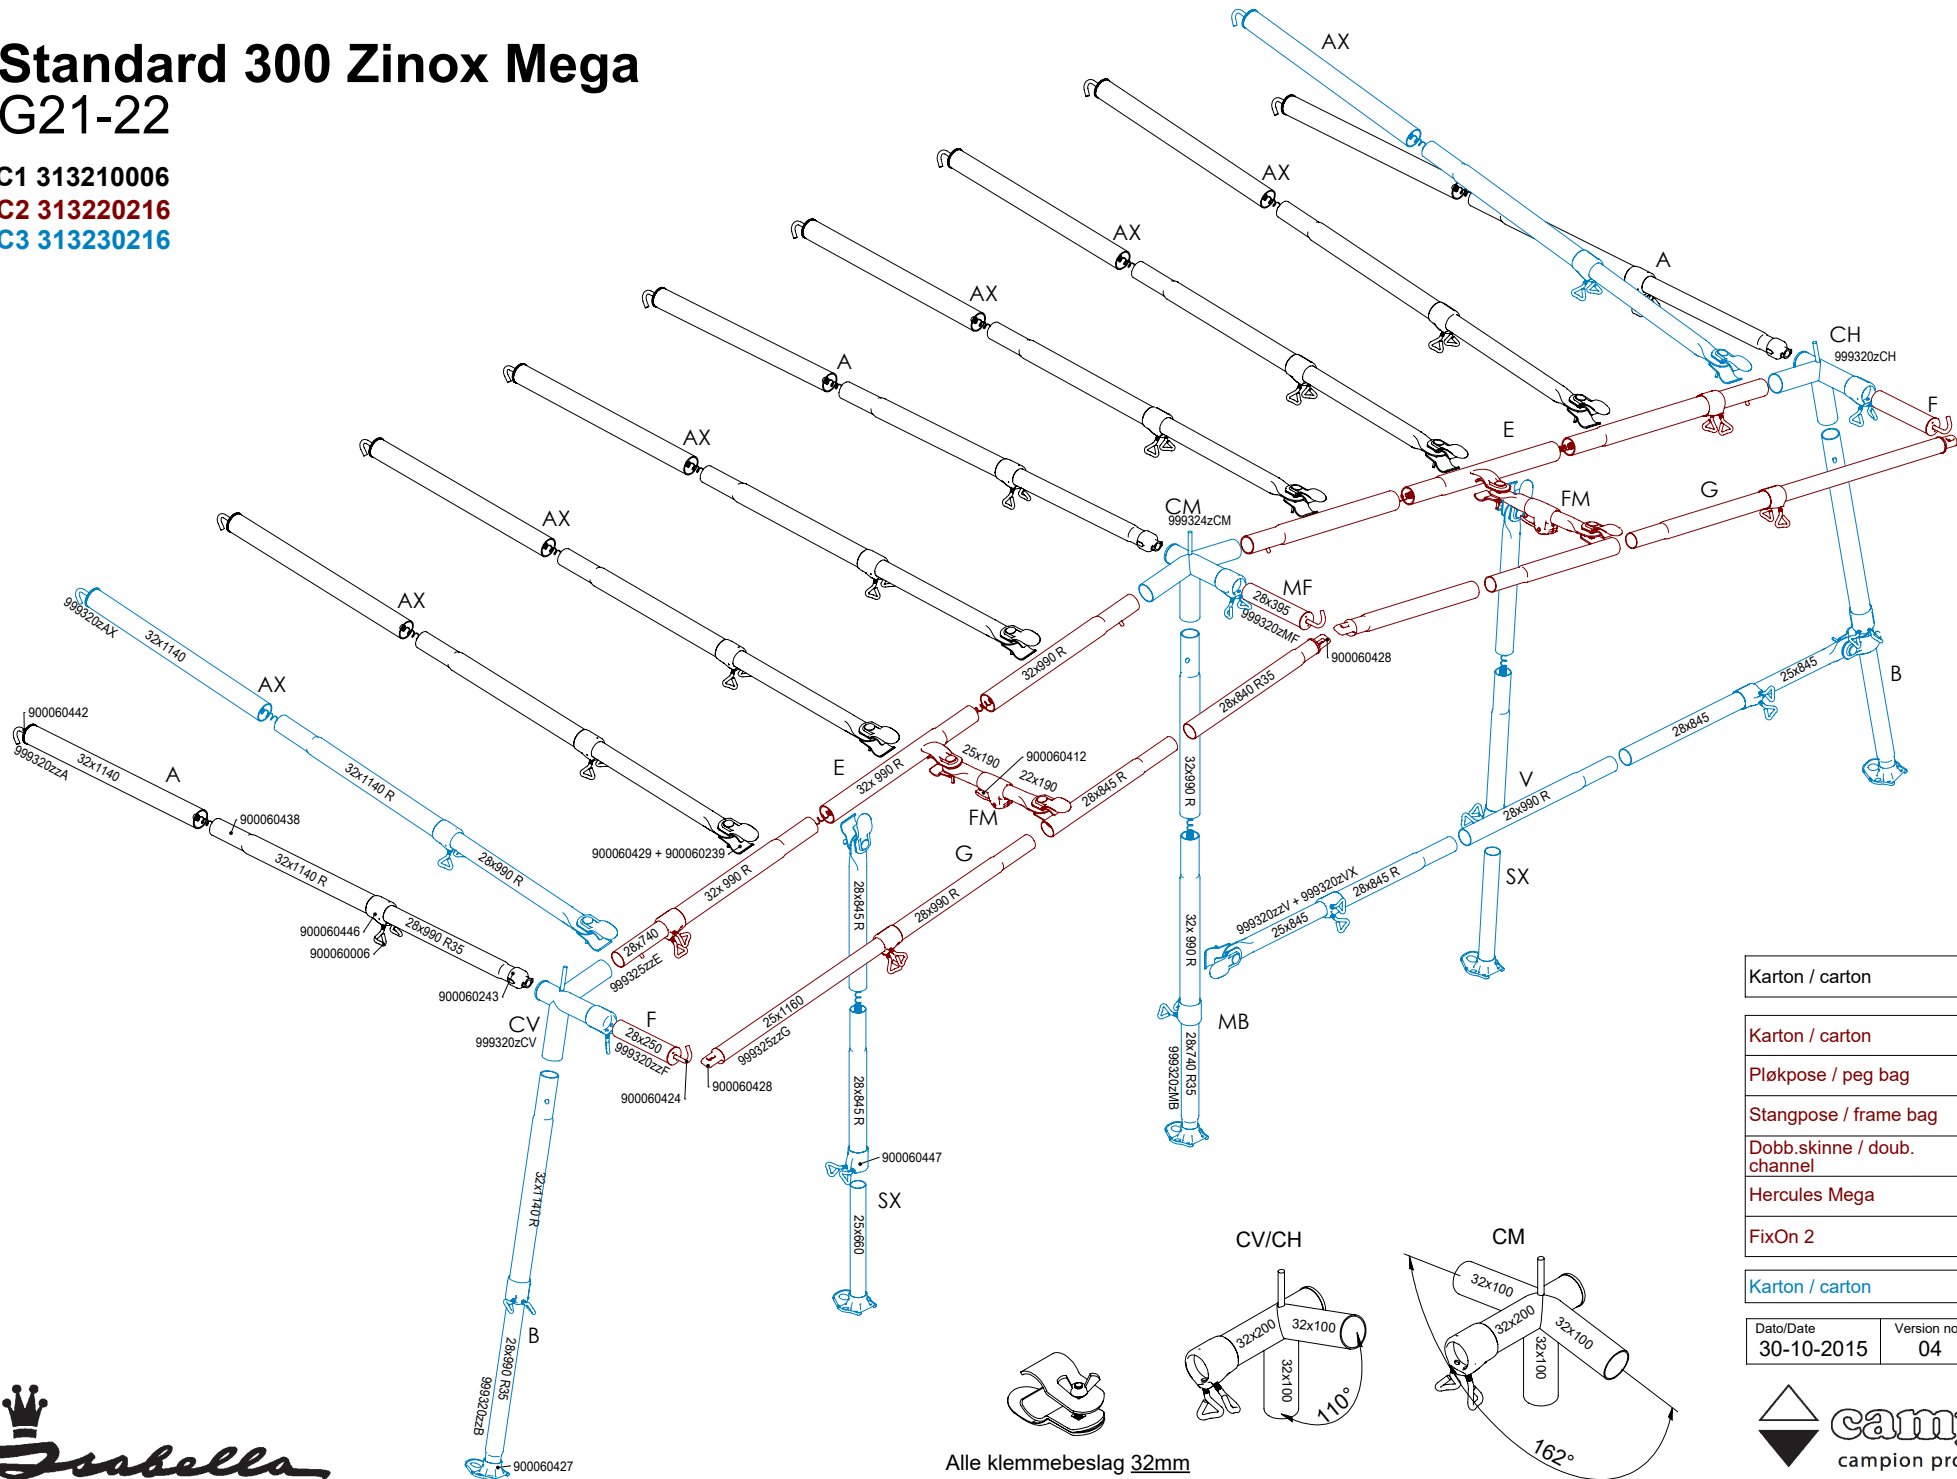 Standard 300 Zinox Mega
G21-22
C1 313210006
C2 313220216
C3 313230216
AX
AX
AX
AX
A
A
AX
AX
AX
AX
A
CH
999320zCH
F
E
G
FM
CM
999324zCM
MF
28x395
999320zMF
900060428
32x990 R
28x840 R35
E
32x 990 R
25x190
900060412
22x190
FM
28x845 R
G
28x990 R
32x 990 R
28x740
999325zzE
900060429 + 900060239
999320zAX
32x1140
32x1140 R
28x990 R
900060442
999320zzA
32x1140
900060438
32x1140 R
900060446
900060006
28x990 R35
900060243
CV
999320zCV
F
28x250
999320zzF
900060424
900060428
25x1160
999325zzG
28x845 R
28x845 R
900060447
SX
25x660
32x1140 R
B
28x990 R35
999320zzB
900060427
32x990 R
32x 990 R
MB
28x740 R35
999320zMB
999320zzV + 999320zVX
25x845
28x845 R
V
28x990 R
28x845
25x845
B
SX
CV/CH
32x200
32x100
32x100
110°
CM
32x100
32x200
32x100
32x100
162°
Alle klemmebeslag 32mm
Karton / carton
Karton / carton
Pløkpose / peg bag
Stangpose / frame bag
Dobb.skinne / doub.
channel
Hercules Mega
FixOn 2
Karton / carton
Dato/Date
30-10-2015
Version no
04
Isabella
camp
campion pro